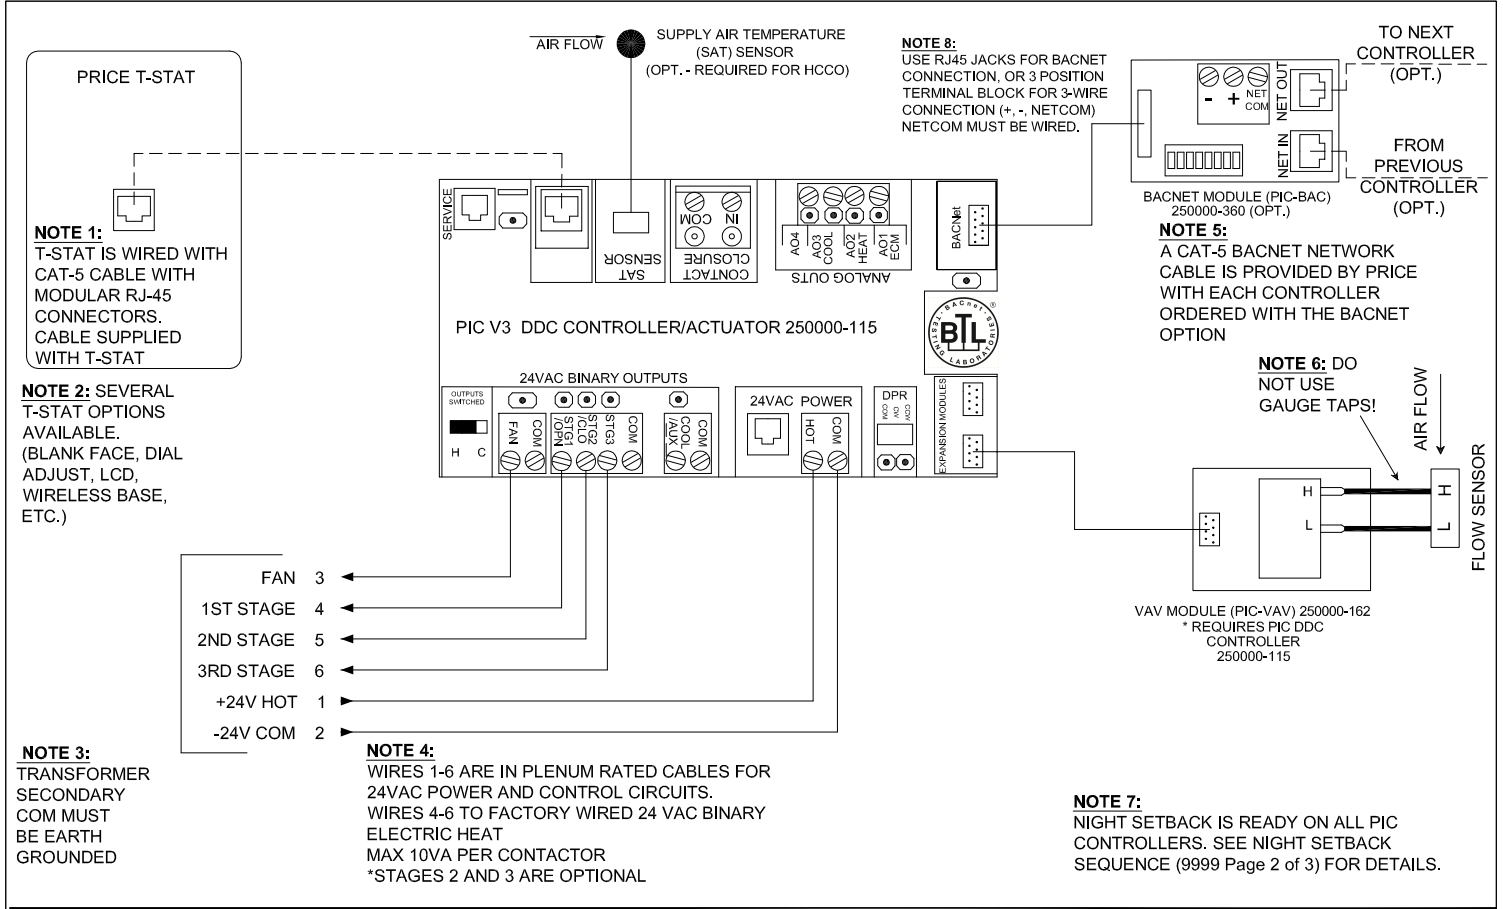 PRICE T-STAT
NOTE 1:
T-STAT IS WIRED WITH
CAT-5 CABLE WITH
MODULAR RJ-45
CONNECTORS.
CABLE SUPPLIED
WITH T-STAT
NOTE 2: SEVERAL
T-STAT OPTIONS
AVAILABLE.
(BLANK FACE, DIAL
ADJUST, LCD,
WIRELESS BASE,
ETC.)
AIR FLOW
SUPPLY AIR TEMPERATURE
(SAT) SENSOR
(OPT. - REQUIRED FOR HCCO)
NOTE 8:
USE RJ45 JACKS FOR BACNET
CONNECTION, OR 3 POSITION
TERMINAL BLOCK FOR 3-WIRE
CONNECTION (+, -, NETCOM)
NETCOM MUST BE WIRED.
- +
NET
COM
NET OUT
NET IN
TO NEXT
CONTROLLER
(OPT.)
FROM
PREVIOUS
CONTROLLER
(OPT.)
BACNET MODULE (PIC-BAC)
250000-360 (OPT.)
NOTE 5:
A CAT-5 BACNET NETWORK
CABLE IS PROVIDED BY PRICE
WITH EACH CONTROLLER
ORDERED WITH THE BACNET
OPTION
SERVICE
SAT
SENSOR
COM
IN
CONTACT
CLOSURE
AO4
AO3
COOL
AO2
HEAT
AO1
ECM
ANALOG OUTS
BACNet
PIC V3 DDC CONTROLLER/ACTUATOR 250000-115
BACnet
BTL
®
TESTING LABORATORIES
24VAC BINARY OUTPUTS
OUTPUTS
SWITCHED
H C
FAN
COM
STG1
/OPN
STG2
/CLO
STG3
COM
COOL
/AUX
COM
24VAC POWER
HOT
COM
DPR
CCW
CW
COM
EXPANSION MODULES
NOTE 6: DO
NOT USE
GAUGE TAPS!
AIR FLOW
H
L
H
L
FLOW SENSOR
VAV MODULE (PIC-VAV) 250000-162
* REQUIRES PIC DDC
CONTROLLER
250000-115
FAN 3
1ST STAGE 4
2ND STAGE 5
3RD STAGE 6
+24V HOT 1
-24V COM 2
NOTE 3:
TRANSFORMER
SECONDARY
COM MUST
BE EARTH
GROUNDED
NOTE 4:
WIRES 1-6 ARE IN PLENUM RATED CABLES FOR
24VAC POWER AND CONTROL CIRCUITS.
WIRES 4-6 TO FACTORY WIRED 24 VAC BINARY
ELECTRIC HEAT
MAX 10VA PER CONTACTOR
*STAGES 2 AND 3 ARE OPTIONAL
NOTE 7:
NIGHT SETBACK IS READY ON ALL PIC
CONTROLLERS. SEE NIGHT SETBACK
SEQUENCE (9999 Page 2 of 3) FOR DETAILS.